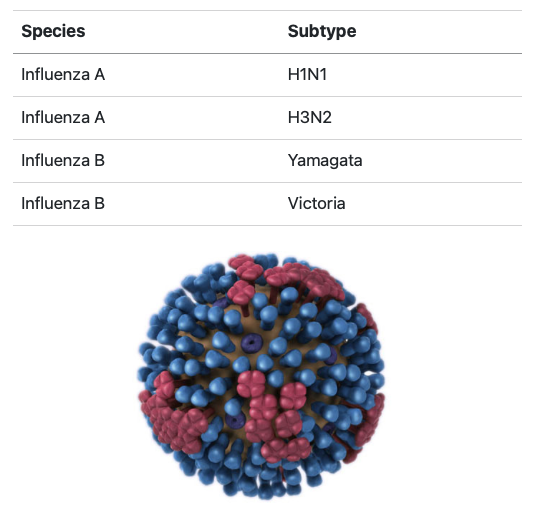 Species Subtype
Influenza A H1N1
Influenza A H3N2
Influenza B Yamagata
Influenza B Victoria